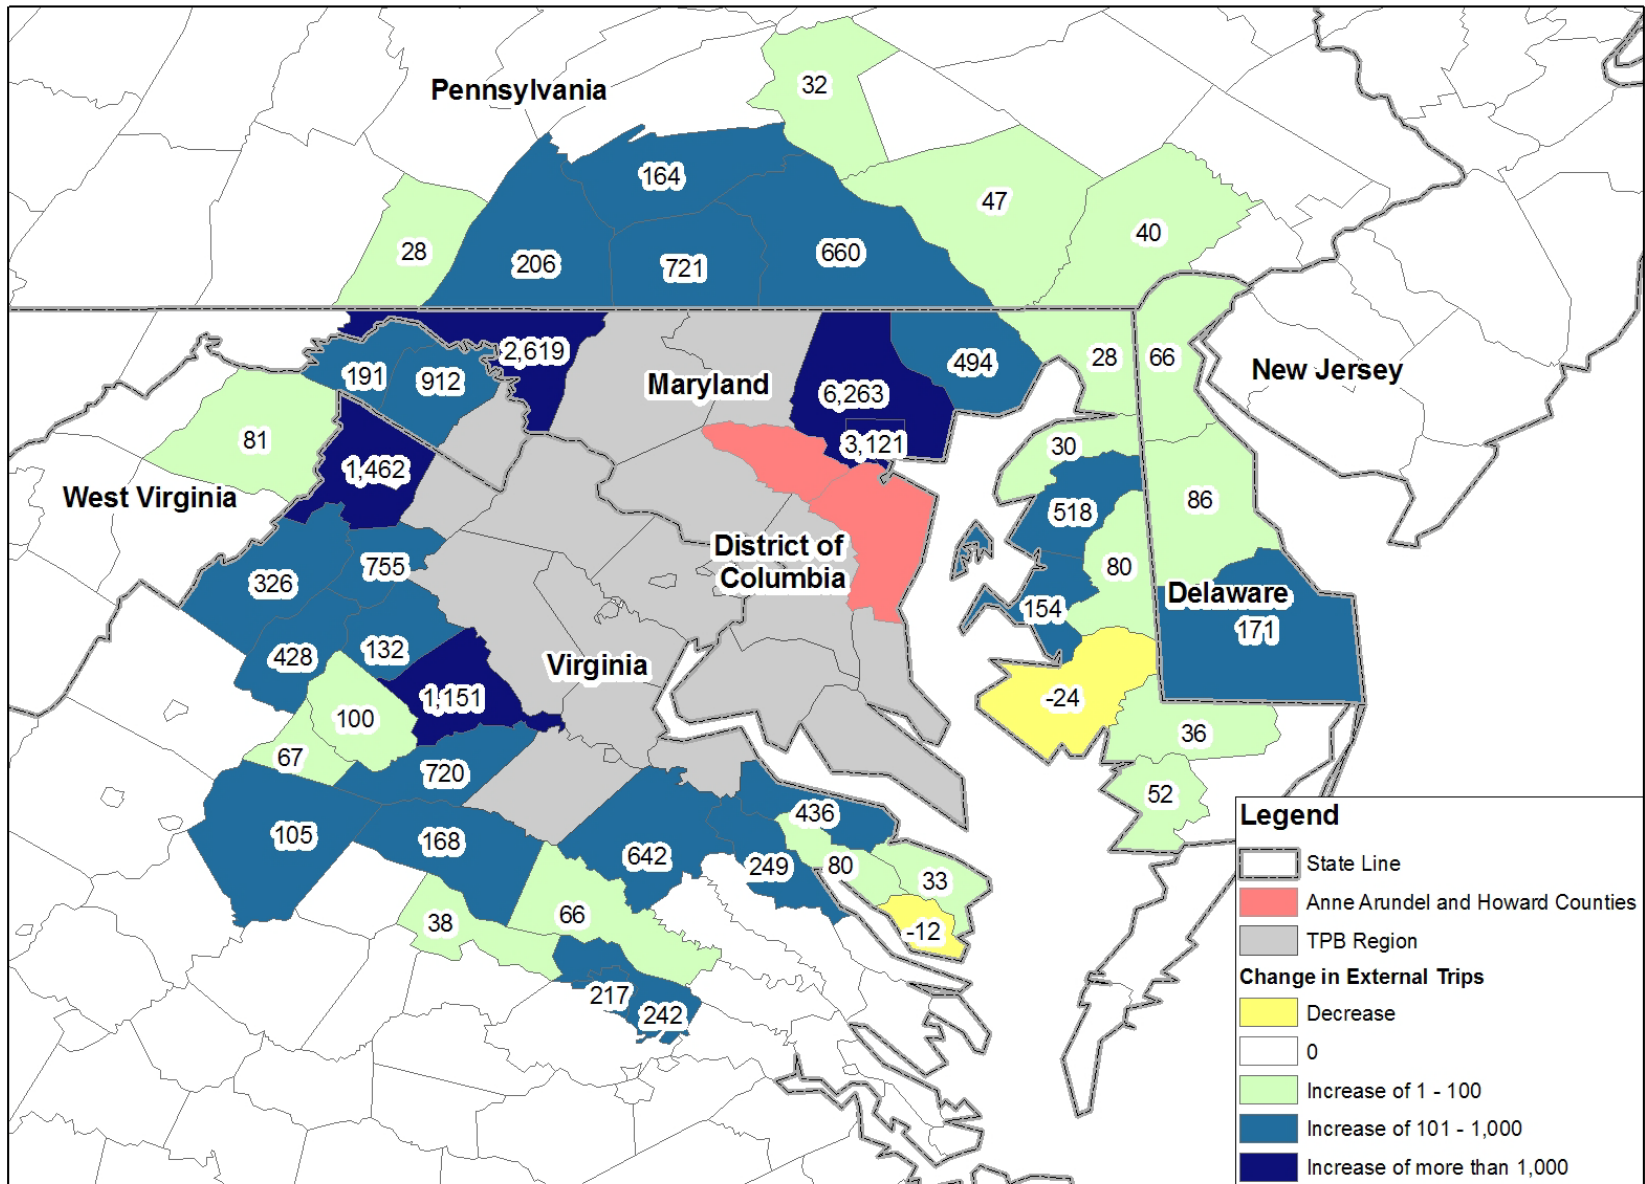 32
Pennsylvania
164
47
40
28
206
721
660
2,619
494
28
66
191
912
Maryland
6,263
New Jersey
81
3,121
30
1,462
West Virginia
518
86
District of
Columbia
755
80
326
154
Delaware
171
132
428
Virginia
1,151
-24
100
36
67
720
52
105
168
436
642
249
80
33
66
38
-12
217
242
Legend
State Line
Anne Arundel and Howard Counties
TPB Region
Change in External Trips
Decrease
0
Increase of 1 - 100
Increase of 101 - 1,000
Increase of more than 1,000